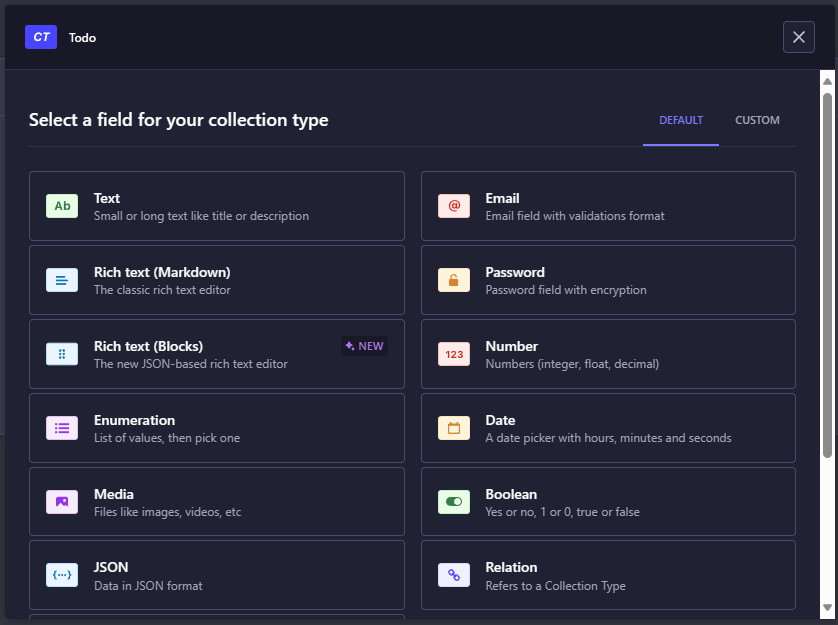 CT Todo
Select a field for your collection type
DEFAULT CUSTOM
Ab Text
Small or long text like title or description
@ Email
Email field with validations format
Rich text (Markdown)
The classic rich text editor
Password
Password field with encryption
Rich text (Blocks)
The new JSON-based rich text editor
NEW
123 Number
Numbers (integer, float, decimal)
Enumeration
List of values, then pick one
Date
A date picker with hours, minutes and seconds
Media
Files like images, videos, etc
Boolean
Yes or no, 1 or 0, true or false
{···} JSON
Data in JSON format
Relation
Refers to a Collection Type